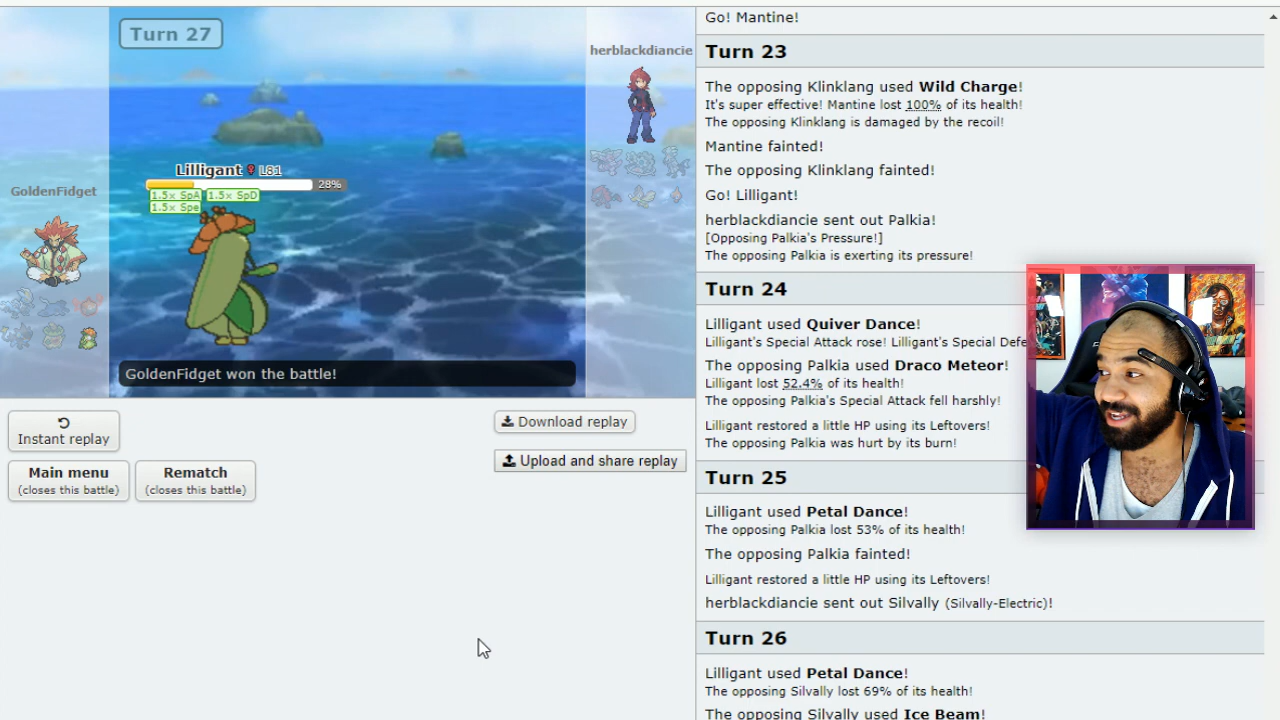 Turn 27
herblackdiancie
Lilligant L81
28%
1.5× SpA 1.5× SpD
1.5× Spe
GoldenFidget
GoldenFidget won the battle!
Instant replay
Download replay
Upload and share replay
Main menu
(closes this battle)
Rematch
(closes this battle)
Go! Mantine!
Turn 23
The opposing Klinklang used Wild Charge!
It's super effective! Mantine lost 100% of its health!
The opposing Klinklang is damaged by the recoil!
Mantine fainted!
The opposing Klinklang fainted!
Go! Lilligant!
herblackdiancie sent out Palkia!
[Opposing Palkia's Pressure!]
The opposing Palkia is exerting its pressure!
Turn 24
Lilligant used Quiver Dance!
Lilligant's Special Attack rose! Lilligant's Special Defe
The opposing Palkia used Draco Meteor!
Lilligant lost 52.4% of its health!
The opposing Palkia's Special Attack fell harshly!
Lilligant restored a little HP using its Leftovers!
The opposing Palkia was hurt by its burn!
Turn 25
Lilligant used Petal Dance!
The opposing Palkia lost 53% of its health!
The opposing Palkia fainted!
Lilligant restored a little HP using its Leftovers!
herblackdiancie sent out Silvally (Silvally-Electric)!
Turn 26
Lilligant used Petal Dance!
The opposing Silvally lost 69% of its health!
The opposing Silvally used Ice Beam!